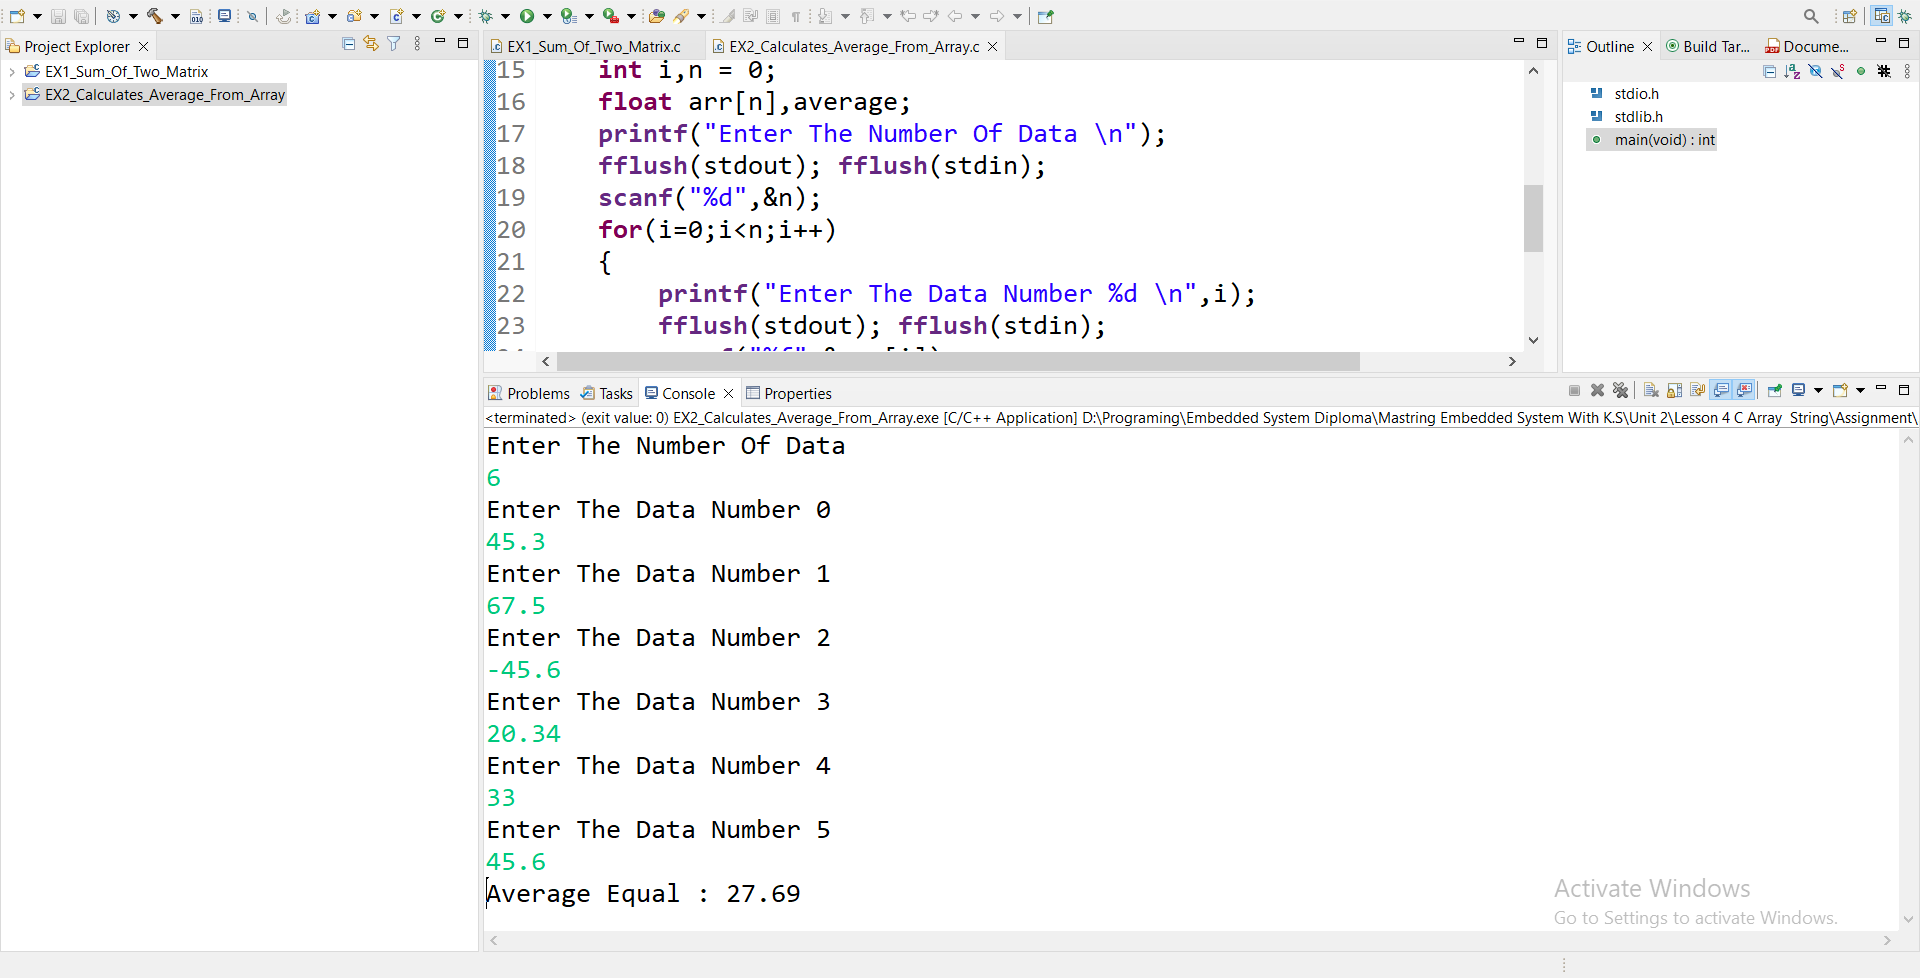 Project Explorer
EX1_Sum_Of_Two_Matrix
EX2_Calculates_Average_From_Array
EX1_Sum_Of_Two_Matrix.c
EX2_Calculates_Average_From_Array.c
15 int i,n = 0;
16 float arr[n],average;
17 printf("Enter The Number Of Data \n");
18 fflush(stdout); fflush(stdin);
19 scanf("%d",&n);
20 for(i=0;i<n;i++)
21 {
22 printf("Enter The Data Number %d \n",i);
23 fflush(stdout); fflush(stdin);
Outline
Build Tar...
Docume...
stdio.h
stdlib.h
main(void) : int
Problems
Tasks
Console
Properties
<terminated> (exit value: 0) EX2_Calculates_Average_From_Array.exe [C/C++ Application] D:\Programing\Embedded System Diploma\Mastring Embedded System With K.S\Unit 2\Lesson 4 C Array  String\Assignment\
Enter The Number Of Data
6
Enter The Data Number 0
45.3
Enter The Data Number 1
67.5
Enter The Data Number 2
-45.6
Enter The Data Number 3
20.34
Enter The Data Number 4
33
Enter The Data Number 5
45.6
Average Equal : 27.69
Activate Windows
Go to Settings to activate Windows.